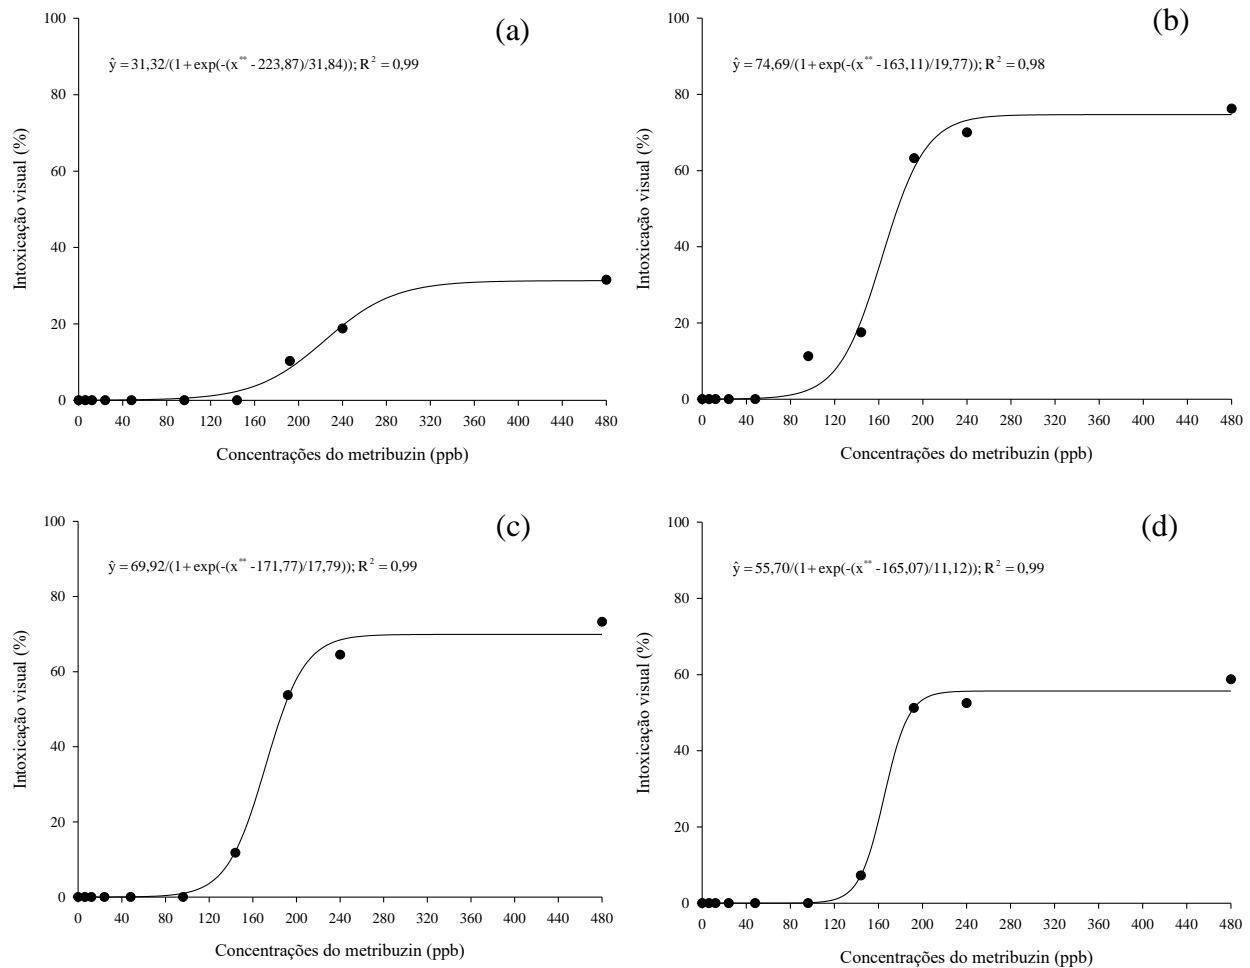 (a)
ŷ = 31,32/(1+exp(-(x** - 223,87)/31,84)); R² = 0,99
100
80
60
40
20
0
Intoxicação visual (%)
0 40 80 120 160 200 240 280 320 360 400 440 480
Concentrações do metribuzin (ppb)
(b)
ŷ = 74,69/(1+exp(-(x** -163,11)/19,77)); R² = 0,98
100
80
60
40
20
0
Intoxicação visual (%)
0 40 80 120 160 200 240 280 320 360 400 440 480
Concentrações do metribuzin (ppb)
(c)
ŷ = 69,92/(1+exp(-(x** -171,77)/17,79)); R² = 0,99
100
80
60
40
20
0
Intoxicação visual (%)
0 40 80 120 160 200 240 280 320 360 400 440 480
Concentrações do metribuzin (ppb)
(d)
ŷ = 55,70/(1+exp(-(x** -165,07)/11,12)); R² = 0,99
100
80
60
40
20
0
Intoxicação visual (%)
0 40 80 120 160 200 240 280 320 360 400 440 480
Concentrações do metribuzin (ppb)